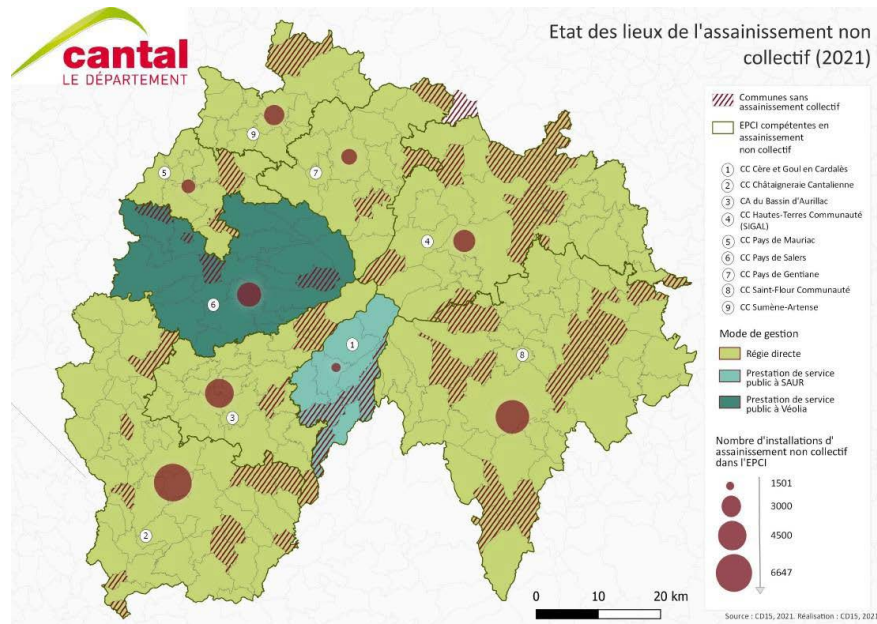 cantal
LE DÉPARTEMENT
Etat des lieux de l'assainissement non
collectif (2021)
Communes sans
assainissement collectif
EPCI compétentes en
assainissement
non collectif
1 CC Cère et Goul en Cardalès
2 CC Châtaigneraie Cantalienne
3 CA du Bassin d'Aurillac
4 CC Hautes-Terres Communauté
(SIGAL)
5 CC Pays de Mauriac
6 CC Pays de Salers
7 CC Pays de Gentiane
8 CC Saint-Flour Communauté
9 CC Sumène-Artense
Mode de gestion
Régie directe
Prestation de service
public à SAUR
Prestation de service
public à Véolia
Nombre d'installations d'
assainissement non collectif
dans l'EPCI
1501
3000
4500
6647
9
5
7
4
6
1
8
3
2
0 10 20 km
Source : CD15, 2021. Réalisation : CD15, 2021